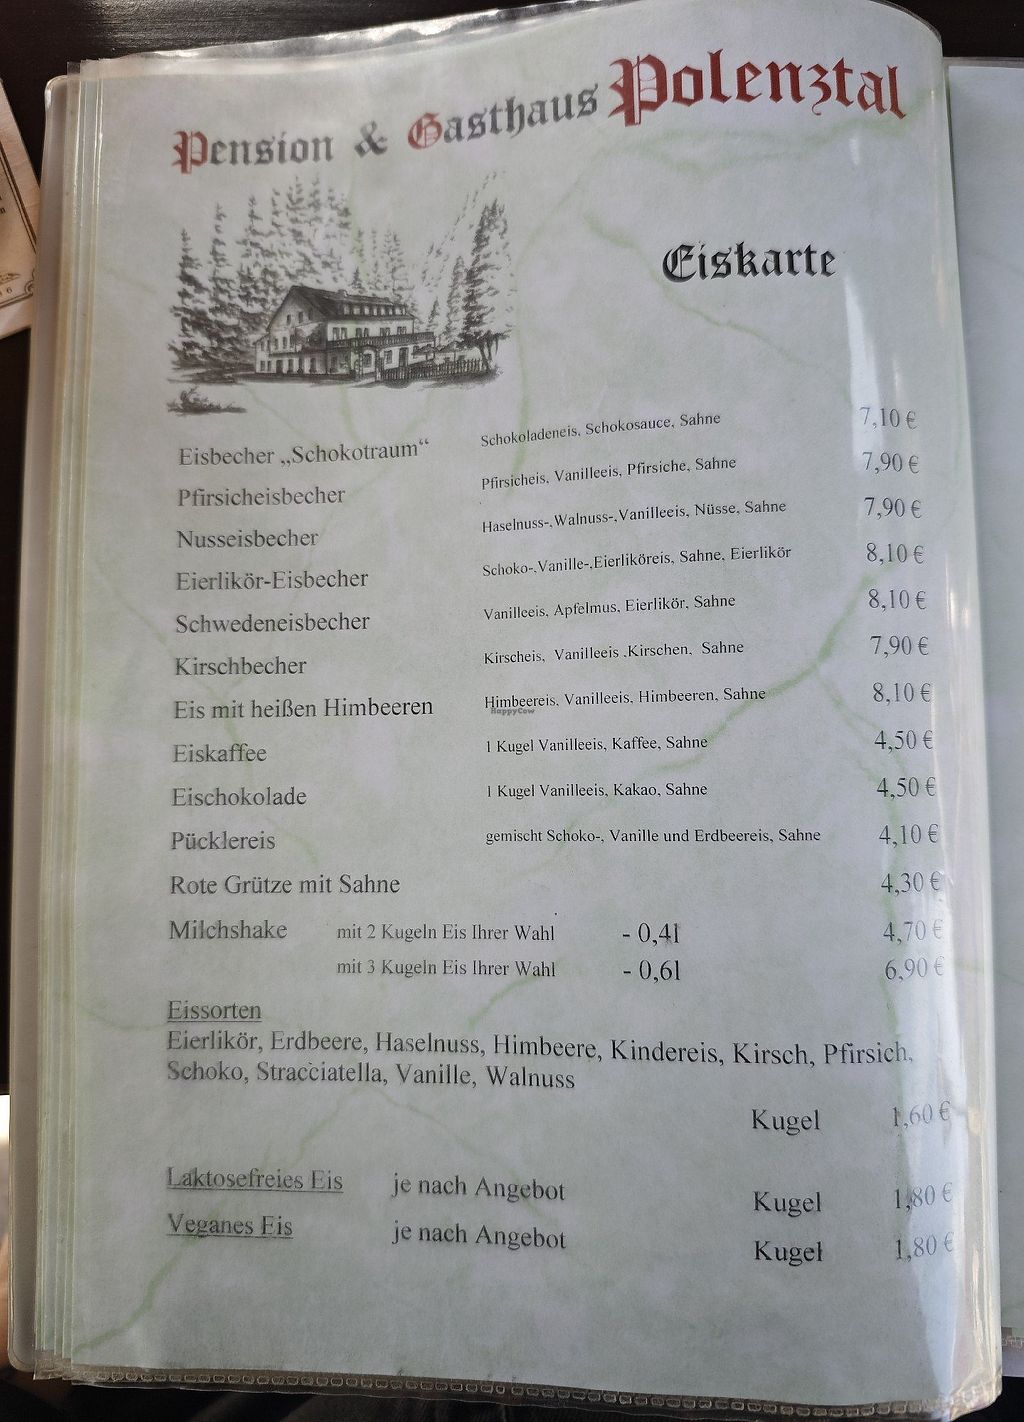 Pension & Gasthaus Polenztal
Eiskarte
Eisbecher „Schokotraum“ Schokoladeneis, Schokosauce, Sahne 7,10 €
Pfirsicheisbecher Pfirsicheis, Vanilleeis, Pfirsiche, Sahne 7,90 €
Nusseisbecher Haselnuss-,Walnuss-,Vanilleeis, Nüsse, Sahne 7,90 €
Eierlikör-Eisbecher Schoko-,Vanille-,Eierliköreis, Sahne, Eierlikör 8,10 €
Schwedeneisbecher Vanilleeis, Apfelmus, Eierlikör, Sahne 8,10 €
Kirschbecher Kirscheis, Vanilleeis ,Kirschen, Sahne 7,90 €
Eis mit heißen Himbeeren Himbeereis, Vanilleeis, Himbeeren, Sahne 8,10 €
HappyCow
Eiskaffee 1 Kugel Vanilleeis, Kaffee, Sahne 4,50 €
Eischokolade 1 Kugel Vanilleeis, Kakao, Sahne 4,50 €
Pücklereis gemischt Schoko-, Vanille und Erdbeereis, Sahne 4,10 €
Rote Grütze mit Sahne 4,30 €
Milchshake mit 2 Kugeln Eis Ihrer Wahl - 0,4l 4,70 €
mit 3 Kugeln Eis Ihrer Wahl - 0,6l 6,90 €
Eissorten
Eierlikör, Erdbeere, Haselnuss, Himbeere, Kindereis, Kirsch, Pfirsich,
Schoko, Stracciatella, Vanille, Walnuss
Kugel 1,60 €
Laktosefreies Eis je nach Angebot Kugel 1,80 €
Veganes Eis je nach Angebot Kugel 1,80 €